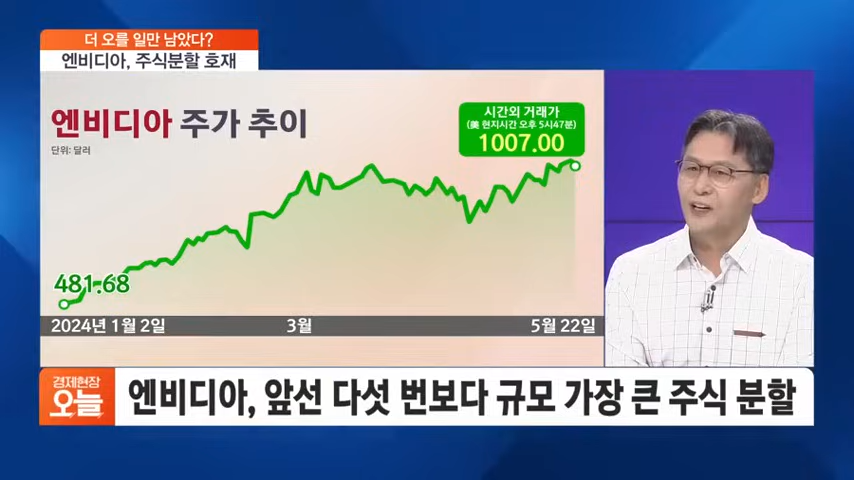 더 오를 일만 남았다?
엔비디아, 주식분할 호재
엔비디아 주가 추이
단위: 달러
시간외 거래가
(美 현지시간 오후 5시47분)
1007.00
481.68
2024년 1월 2일
3월
5월 22일
경제현장
오늘
엔비디아, 앞선 다섯 번보다 규모 가장 큰 주식 분할